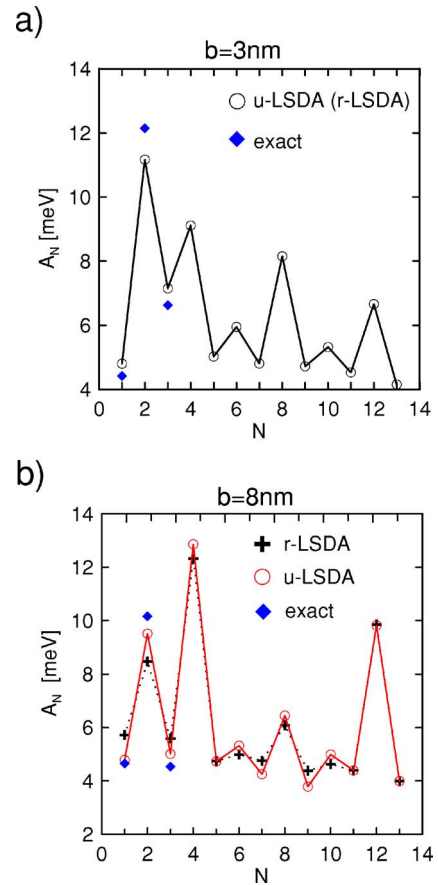 a)
b=3nm
14
12
10
8
6
4
A_N [meV]
u-LSDA (r-LSDA)
exact
0 2 4 6 8 10 12 14
N
b)
b=8nm
14
12
10
8
6
4
2
A_N [meV]
r-LSDA
u-LSDA
exact
0 2 4 6 8 10 12 14
N